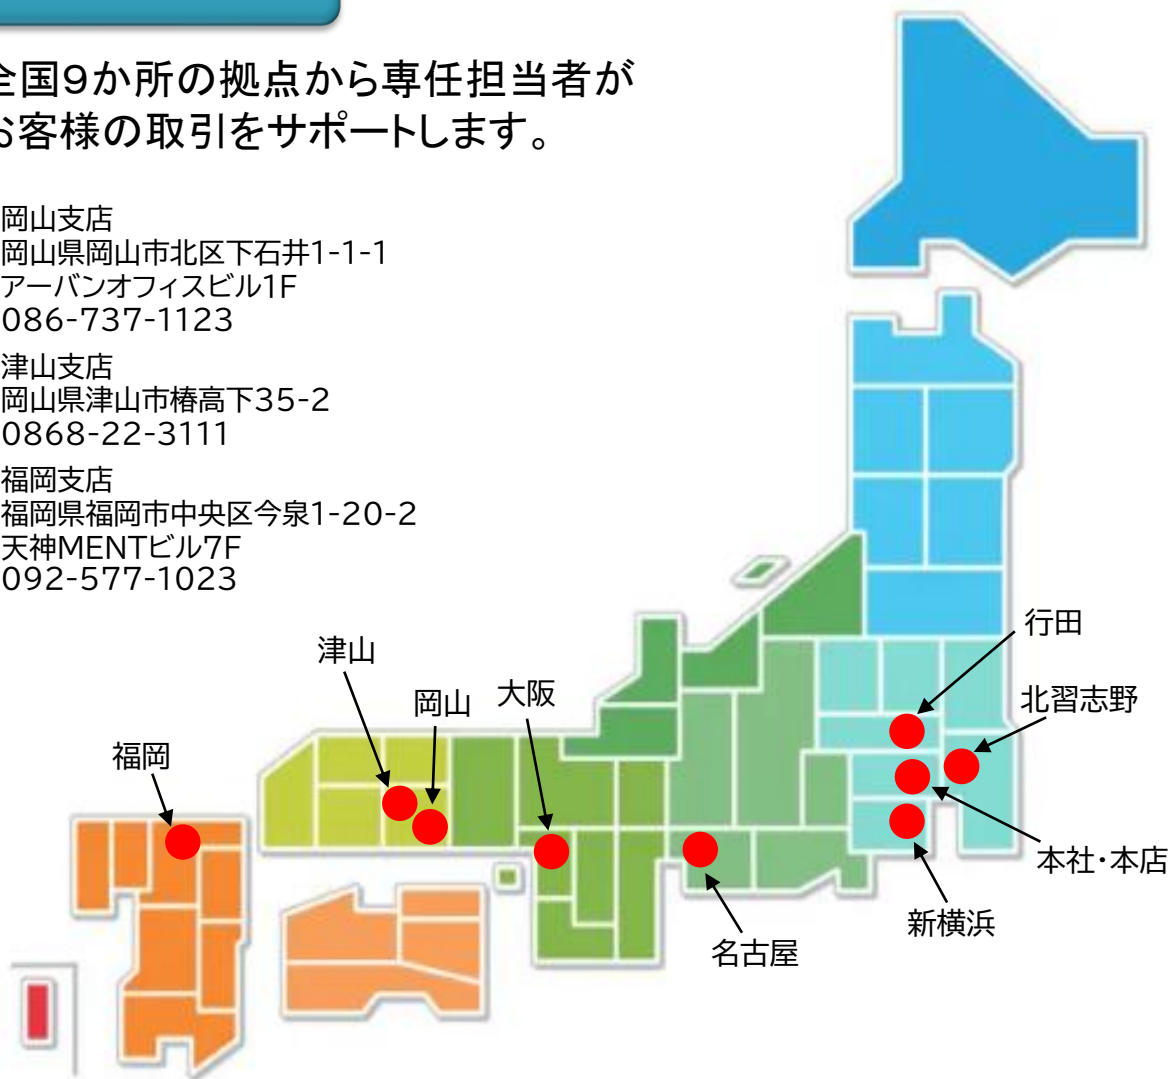 全国9か所の拠点から専任担当者が
お客様の取引をサポートします。
岡山支店
岡山県岡山市北区下石井1-1-1
アーバンオフィスビル1F
086-737-1123
津山支店
岡山県津山市椿高下35-2
0868-22-3111
福岡支店
福岡県福岡市中央区今泉1-20-2
天神MENTビル7F
092-577-1023
行田
津山
北習志野
大阪
岡山
福岡
本社・本店
新横浜
名古屋